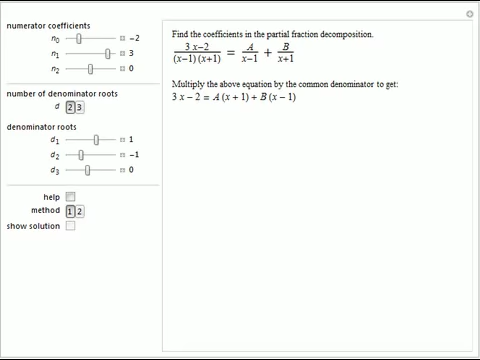 numerator coefficients
n0 −2
n1 3
n2 0
number of denominator roots
d 2 3
denominator roots
d1 1
d2 −1
d3 0
help
method 1 2
show solution
Find the coefficients in the partial fraction decomposition.
3 x−2 / (x−1) (x+1) = A / x−1 + B / x+1
Multiply the above equation by the common denominator to get:
3 x − 2 = A (x + 1) + B (x − 1)